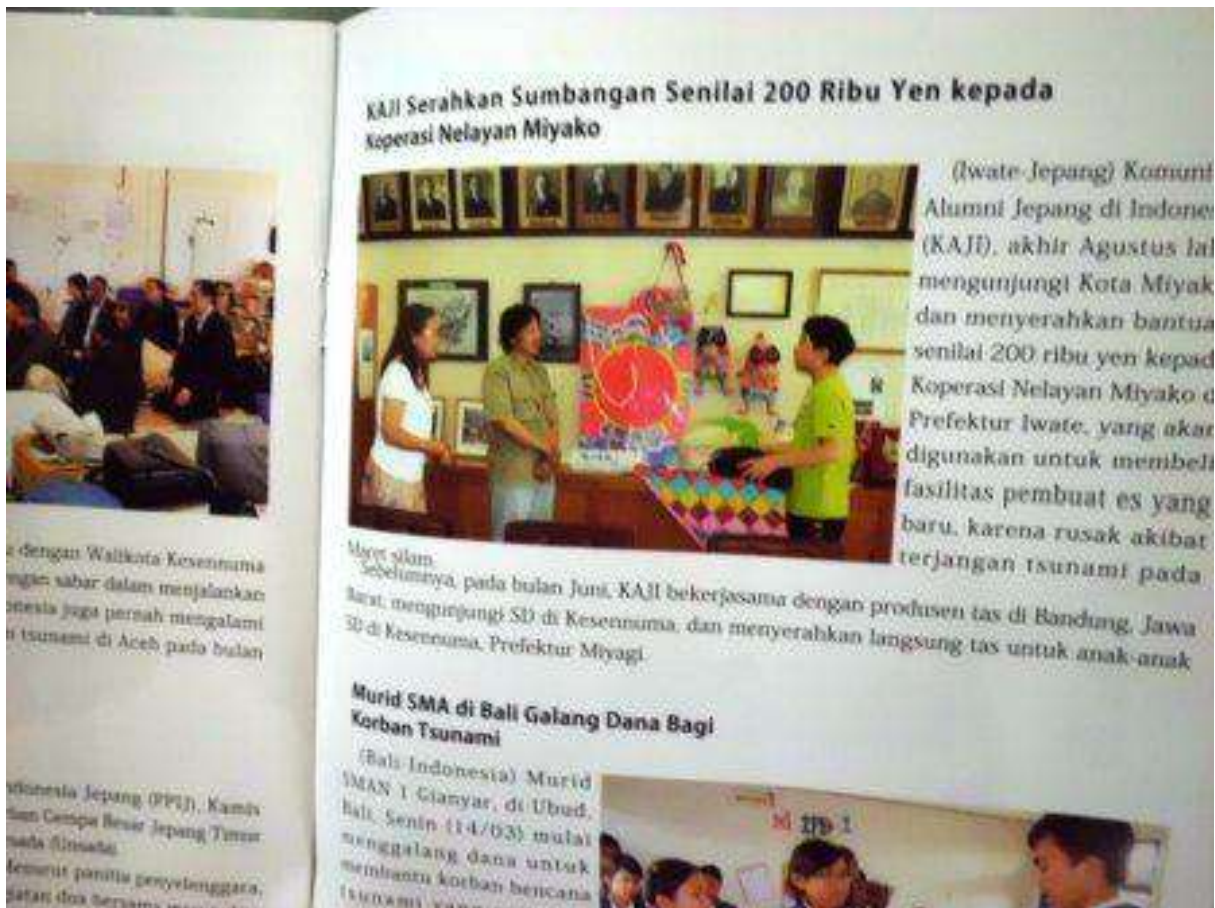 dengan Walikota Kesennuma
sabar dalam menjalankan
juga pernah mengalami
tsunami di Aceh pada bulan
Jepang (PPIJ), Kamis
Gempa Besar Jepang Timur
panitia penyelenggara,
doa bersama
KAJI Serahkan Sumbangan Senilai 200 Ribu Yen kepada
Koperasi Nelayan Miyako
(Iwate-Jepang) Komuni
Alumni Jepang di Indones
(KAJI), akhir Agustus lal
mengunjungi Kota Miyak
dan menyerahkan bantua
senilai 200 ribu yen kepad
Koperasi Nelayan Miyako d
Prefektur Iwate, yang akan
digunakan untuk membeli
fasilitas pembuat es yang
baru, karena rusak akibat
terjangan tsunami pada
Maret silam.
Sebelumnya, pada bulan Juni, KAJI bekerjasama dengan produsen tas di Bandung, Jawa
Barat, mengunjungi SD di Kesennuma, dan menyerahkan langsung tas untuk anak-anak
SD di Kesennuma, Prefektur Miyagi.
Murid SMA di Bali Galang Dana Bagi
Korban Tsunami
(Bali-Indonesia) Murid
SMAN 1 Gianyar, di Ubud,
Bali, Senin (14/03) mulai
menggalang dana untuk
membantu korban bencana
tsunami